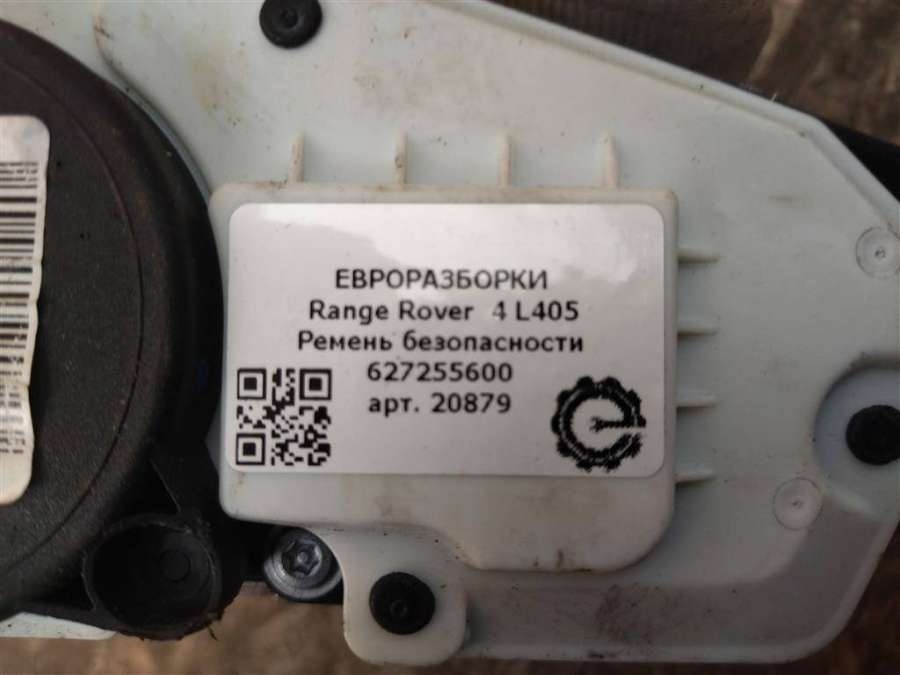 ЕВРОРАЗБОРКИ
Range Rover 4 L405
Ремень безопасности
627255600
арт. 20879